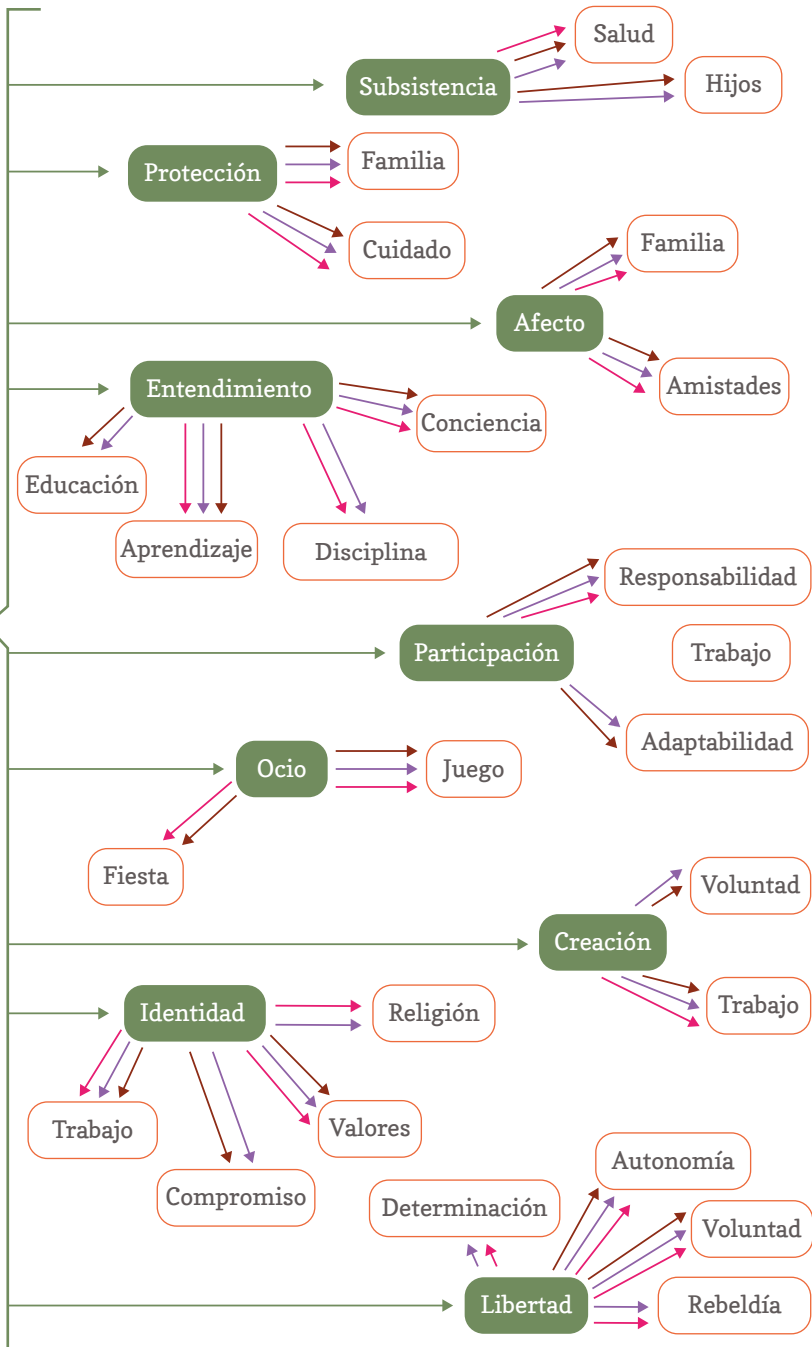 Salud
Subsistencia
Hijos
Protección
Familia
Cuidado
Familia
Afecto
Amistades
Entendimiento
Conciencia
Educación
Aprendizaje
Disciplina
Responsabilidad
Participación
Trabajo
Adaptabilidad
Ocio
Juego
Fiesta
Voluntad
Creación
Trabajo
Identidad
Religión
Trabajo
Valores
Compromiso
Autonomía
Determinación
Voluntad
Libertad
Rebeldía